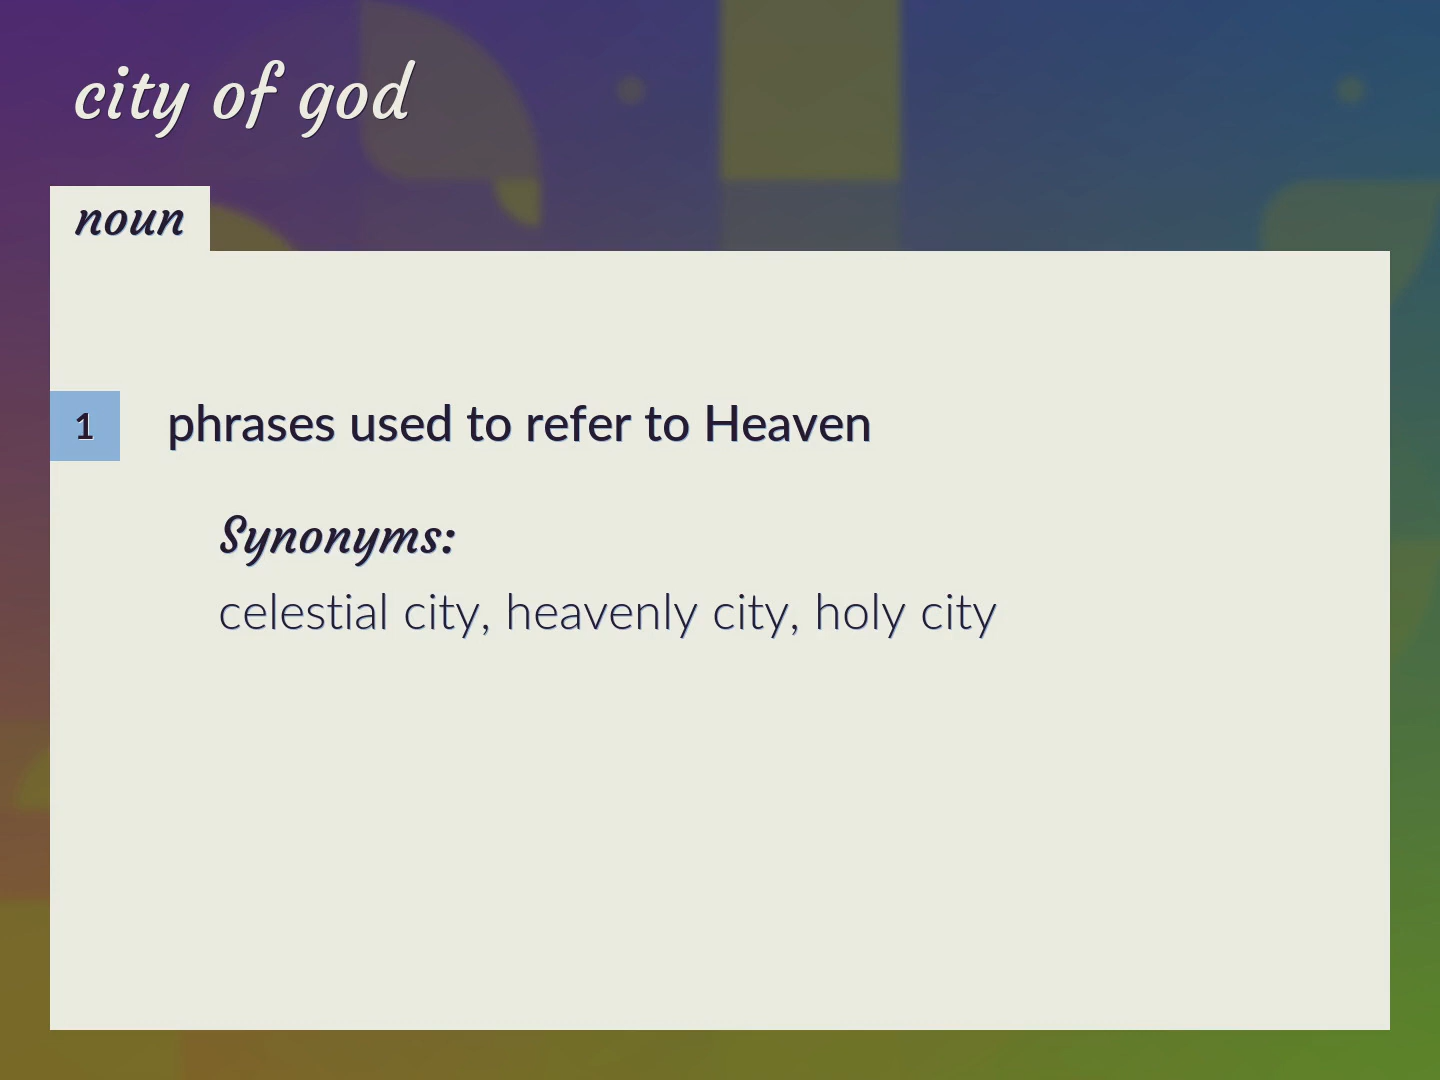 city of god
noun
1 phrases used to refer to Heaven
Synonyms:
celestial city, heavenly city, holy city